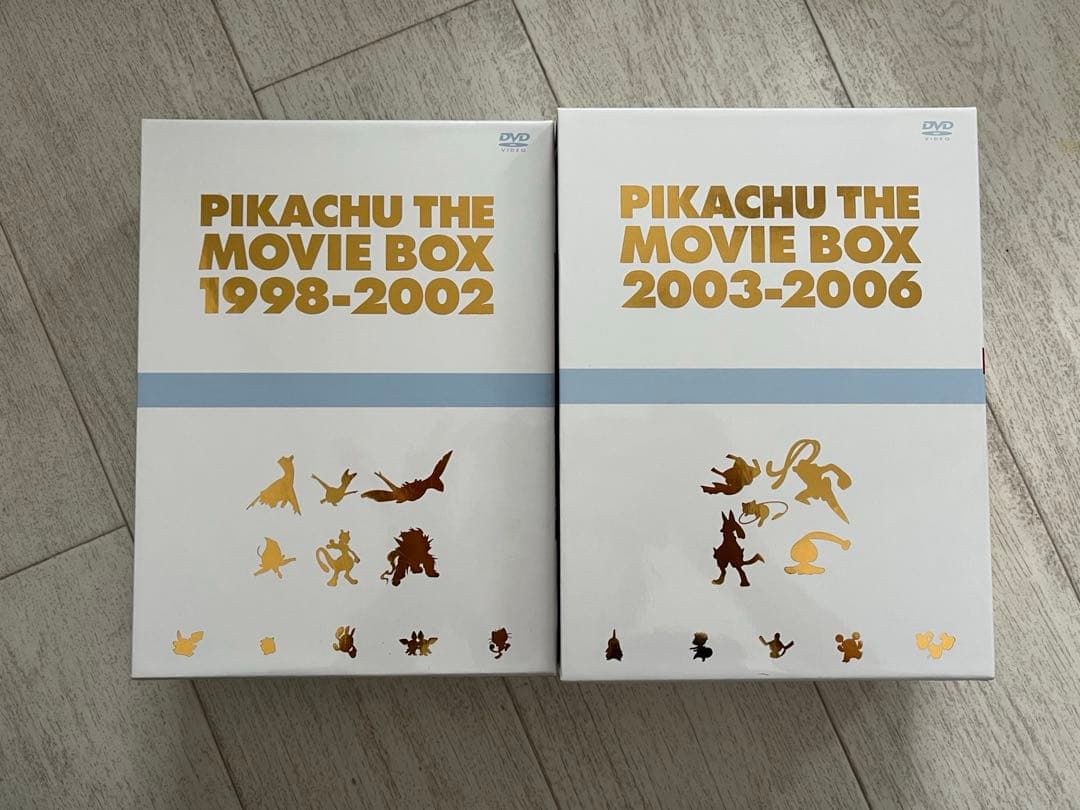 DVD
VIDEO
PIKACHU THE
MOVIE BOX
1998-2002
DVD
VIDEO
PIKACHU THE
MOVIE BOX
2003-2006